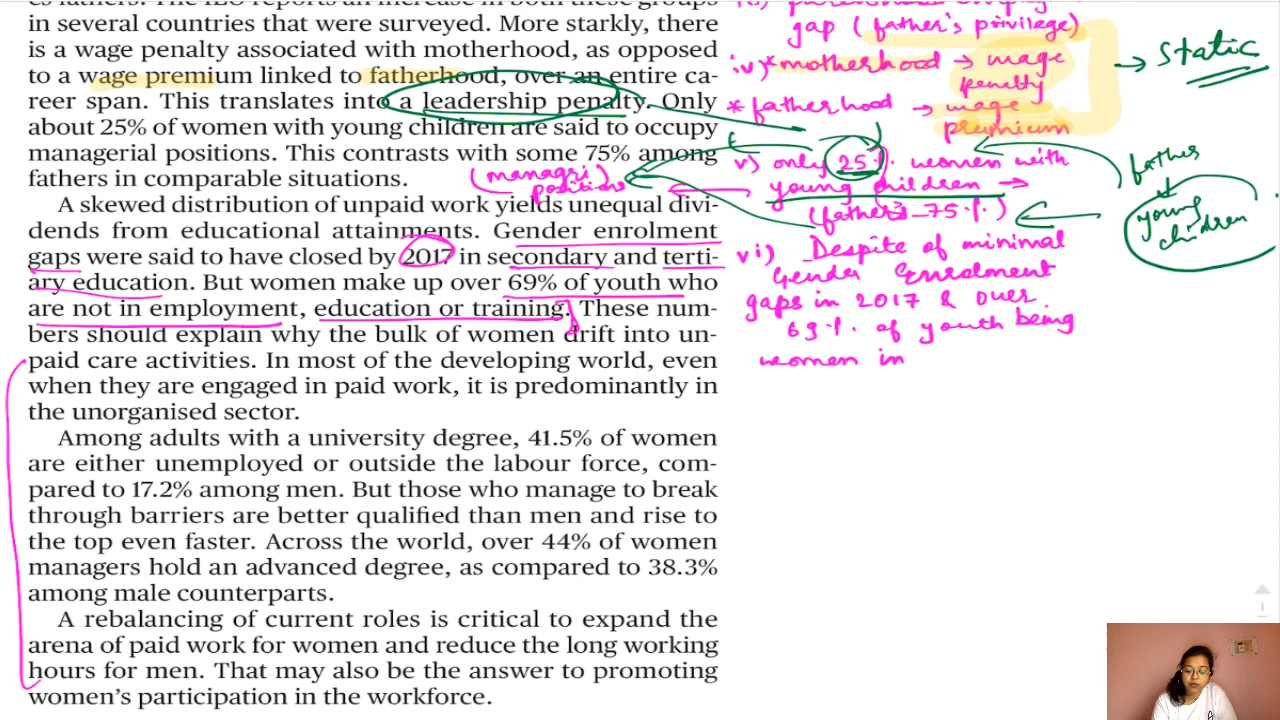 es fathers. The ILO reports an increase in both these groups
in several countries that were surveyed. More starkly, there
is a wage penalty associated with motherhood, as opposed
to a wage premium linked to fatherhood, over an entire ca-
reer span. This translates into a leadership penalty. Only
about 25% of women with young children are said to occupy
managerial positions. This contrasts with some 75% among
fathers in comparable situations.
A skewed distribution of unpaid work yields unequal divi-
dends from educational attainments. Gender enrolment
gaps were said to have closed by 2017 in secondary and terti-
ary education. But women make up over 69% of youth who
are not in employment, education or training. These num-
bers should explain why the bulk of women drift into un-
paid care activities. In most of the developing world, even
when they are engaged in paid work, it is predominantly in
the unorganised sector.
Among adults with a university degree, 41.5% of women
are either unemployed or outside the labour force, com-
pared to 17.2% among men. But those who manage to break
through barriers are better qualified than men and rise to
the top even faster. Across the world, over 44% of women
managers hold an advanced degree, as compared to 38.3%
among male counterparts.
A rebalancing of current roles is critical to expand the
arena of paid work for women and reduce the long working
hours for men. That may also be the answer to promoting
women's participation in the workforce.
gap (father's privilege)
iv)* motherhood → wage
penalty
* fatherhood → wage
premium
→ static
v) only 25%. women with
young children →
(father's - 75%.)
(manageri
positions
father
young
children
vi) Despite of minimal
Gender Enrolment
gaps in 2017 & over.
69%. of youth being
women in